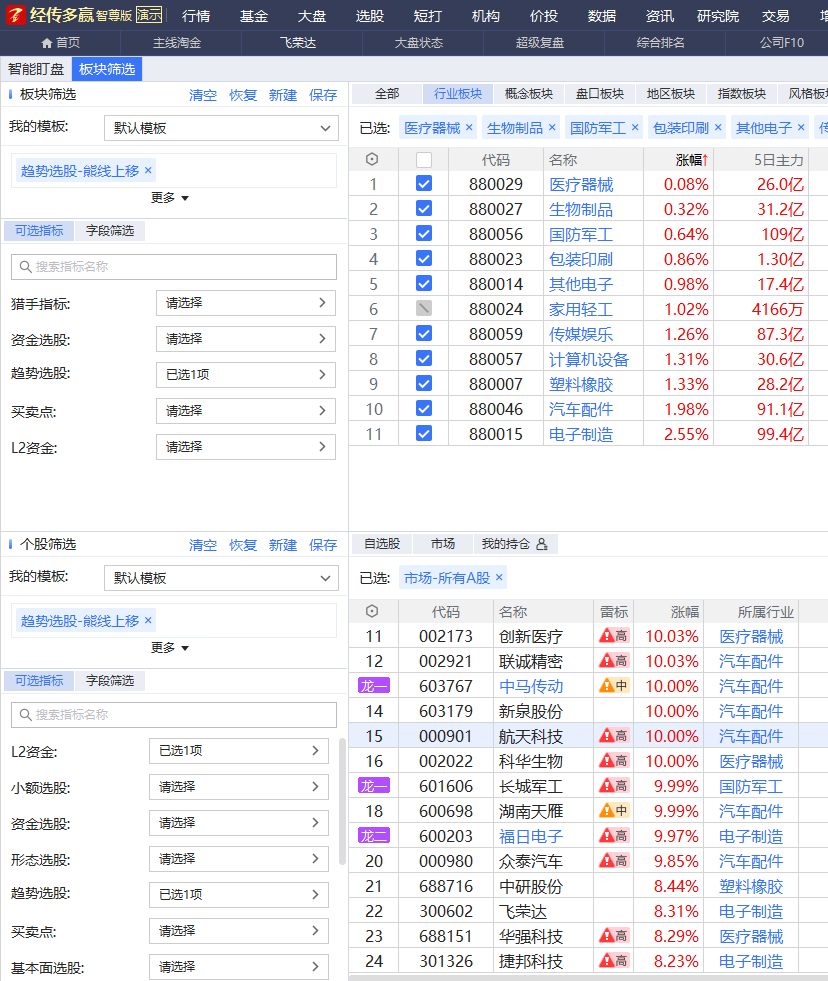 经传多赢 智尊版 演示 行情 基金 大盘 选股 短打 机构 价投 数据 资讯 研究院 交易
首页 主线淘金 飞荣达 大盘状态 超级复盘 综合排名 公司F10
智能盯盘 板块筛选
板块筛选 清空 恢复 新建 保存
我的模板: 默认模板
趋势选股-能线上移 ×
更多
可选指标 字段筛选
搜索指标名称
猎手指标: 请选择
资金选股: 请选择
趋势选股: 已选1项
买卖点: 请选择
L2资金: 请选择
全部 行业板块 概念板块 盘口板块 地区板块 指数板块 风格板
已选: 医疗器械 × 生物制品 × 国防军工 × 包装印刷 × 其他电子 ×
代码 名称 涨幅↑ 5日主力
1 880029 医疗器械 0.08% 26.0亿
2 880027 生物制品 0.32% 31.2亿
3 880056 国防军工 0.64% 109亿
4 880023 包装印刷 0.86% 1.30亿
5 880014 其他电子 0.98% 17.4亿
6 880024 家用轻工 1.02% 4166万
7 880059 传媒娱乐 1.26% 87.3亿
8 880057 计算机设备 1.31% 30.6亿
9 880007 塑料橡胶 1.33% 28.2亿
10 880046 汽车配件 1.98% 91.1亿
11 880015 电子制造 2.55% 99.4亿
个股筛选 清空 恢复 新建 保存
我的模板: 默认模板
趋势选股-能线上移 ×
更多
可选指标 字段筛选
搜索指标名称
L2资金: 已选1项
小额选股: 请选择
资金选股: 请选择
形态选股: 请选择
趋势选股: 已选1项
买卖点: 请选择
基本面选股: 请选择
自选股 市场 我的持仓
已选: 市场-所有A股 ×
代码 名称 雷标 涨幅 所属行业
11 002173 创新医疗 高 10.03% 医疗器械
12 002921 联诚精密 高 10.03% 汽车配件
龙一 603767 中马传动 中 10.00% 汽车配件
14 603179 新泉股份 10.00% 汽车配件
15 000901 航天科技 高 10.00% 汽车配件
16 002022 科华生物 高 10.00% 医疗器械
龙一 601606 长城军工 高 9.99% 国防军工
18 600698 湖南天雁 中 9.99% 汽车配件
龙二 600203 福日电子 高 9.97% 电子制造
20 000980 众泰汽车 高 9.85% 汽车配件
21 688716 中研股份 8.44% 塑料橡胶
22 300602 飞荣达 8.31% 电子制造
23 688151 华强科技 高 8.29% 医疗器械
24 301326 捷邦科技 高 8.23% 电子制造